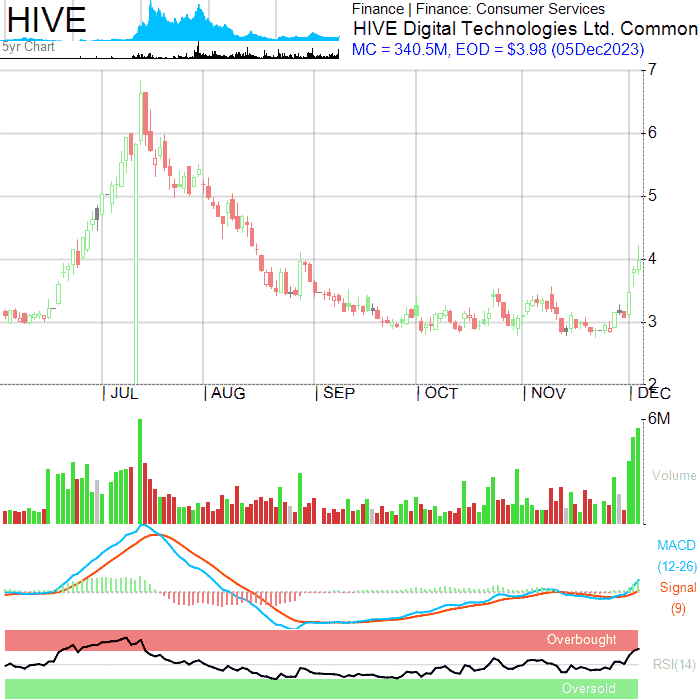 HIVE
5yr Chart
Finance | Finance: Consumer Services
HIVE Digital Technologies Ltd. Common
MC = 340.5M, EOD = $3.98 (05Dec2023)
7
6
5
4
3
2
JUL AUG SEP OCT NOV DEC
6M
Volume
MACD
(12-26)
Signal
(9)
Overbought
RSI(14)
Oversold